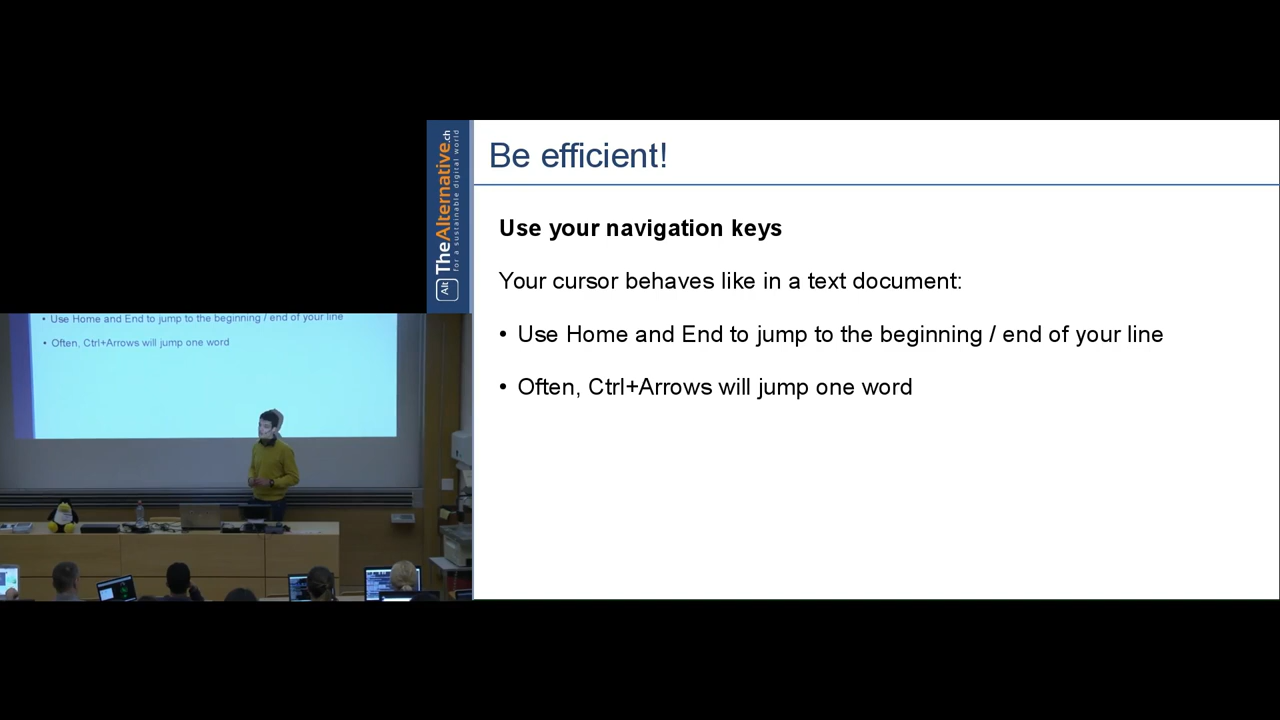 Be efficient!
Use your navigation keys
Your cursor behaves like in a text document:
• Use Home and End to jump to the beginning / end of your line
• Often, Ctrl+Arrows will jump one word
Alt TheAlternative.ch
for a sustainable digital world
• Use Home and End to jump to the beginning / end of your line
• Often, Ctrl+Arrows will jump one word